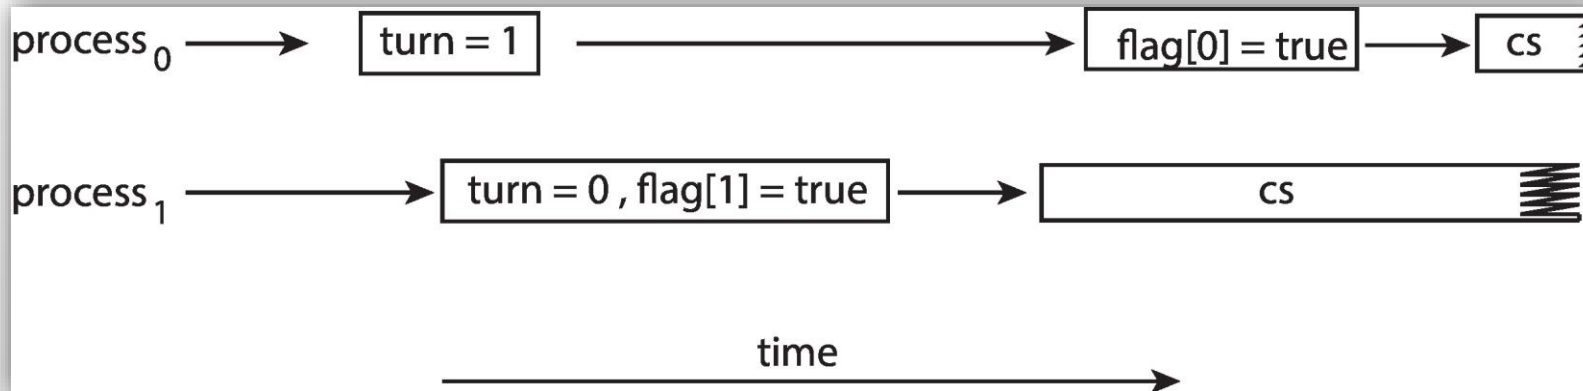 process0 turn = 1 flag[0] = true cs
process1 turn = 0 , flag[1] = true cs
time